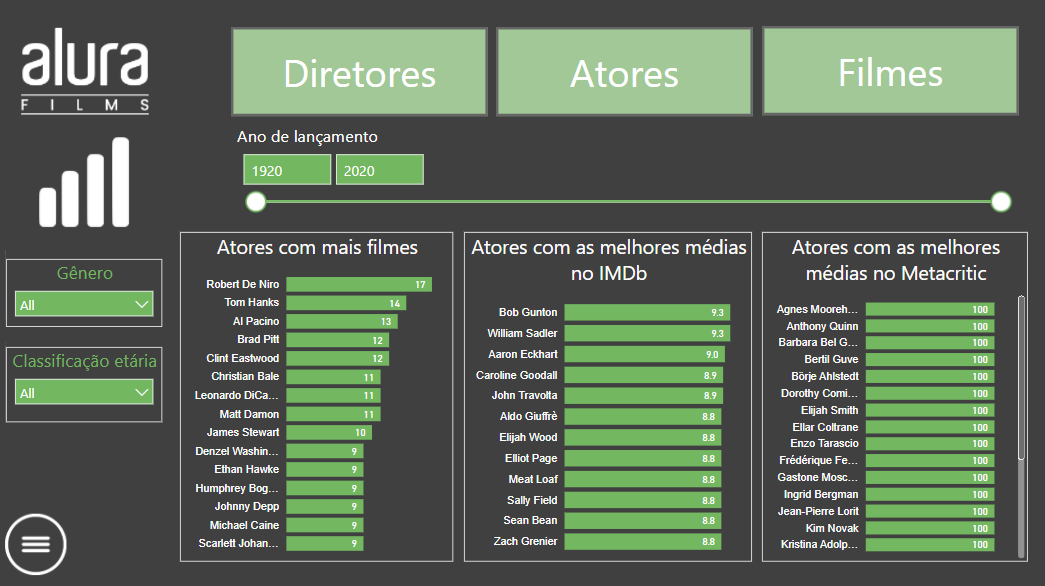 alura
FILMS
Diretores
Atores
Filmes
Ano de lançamento
1920
2020
Gênero
All
Classificação etária
All
Atores com mais filmes
Robert De Niro 17
Tom Hanks 14
Al Pacino 13
Brad Pitt 12
Clint Eastwood 12
Christian Bale 11
Leonardo DiCa... 11
Matt Damon 11
James Stewart 10
Denzel Washin... 9
Ethan Hawke 9
Humphrey Bog... 9
Johnny Depp 9
Michael Caine 9
Scarlett Johan... 9
Atores com as melhores médias
no IMDb
Bob Gunton 9.3
William Sadler 9.3
Aaron Eckhart 9.0
Caroline Goodall 8.9
John Travolta 8.9
Aldo Giuffrè 8.8
Elijah Wood 8.8
Elliot Page 8.8
Meat Loaf 8.8
Sally Field 8.8
Sean Bean 8.8
Zach Grenier 8.8
Atores com as melhores
médias no Metacritic
Agnes Mooreh... 100
Anthony Quinn 100
Barbara Bel G... 100
Bertil Guve 100
Börje Ahlstedt 100
Dorothy Comi... 100
Elijah Smith 100
Ellar Coltrane 100
Enzo Tarascio 100
Frédérique Fe... 100
Gastone Mosc... 100
Ingrid Bergman 100
Jean-Pierre Lorit 100
Kim Novak 100
Kristina Adolp... 100